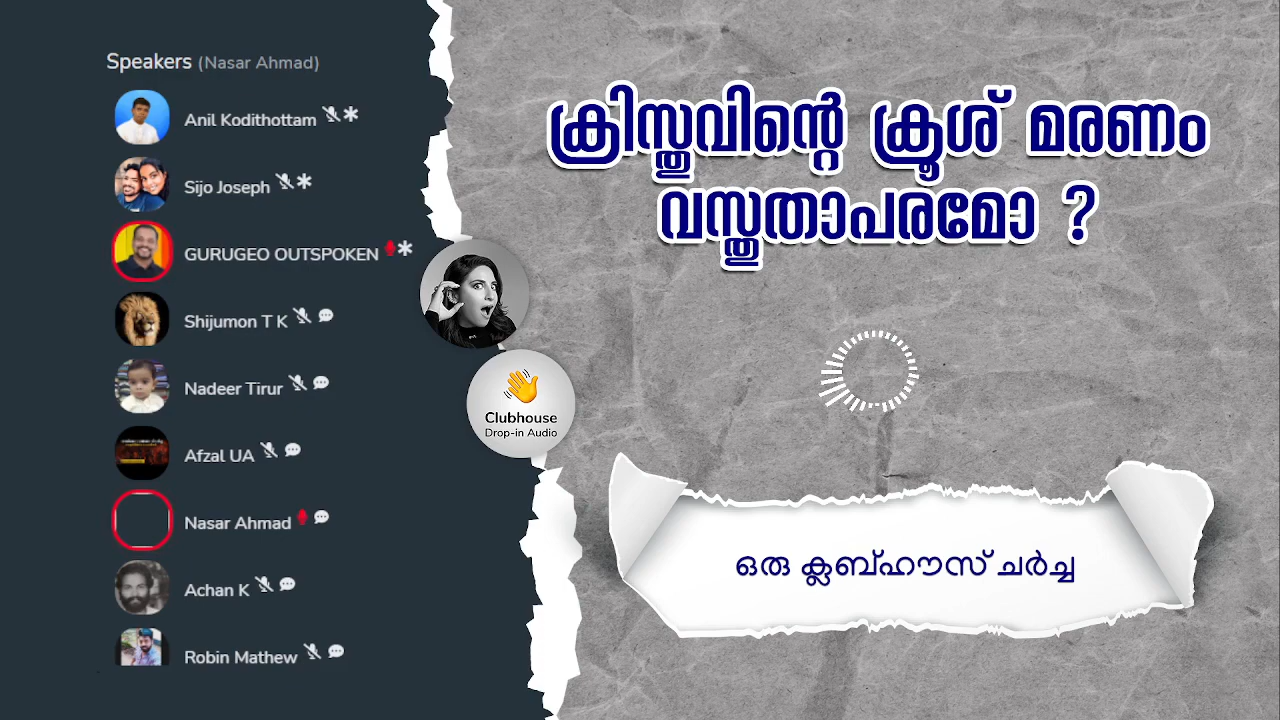 Speakers (Nasar Ahmad)
Anil Kodithottam
Sijo Joseph
GURUGEO OUTSPOKEN
Shijumon T K
Nadeer Tirur
Afzal UA
Nasar Ahmad
Achan K
Robin Mathew
Clubhouse
Drop-in Audio
ക്രിസ്തുവിന്റെ ക്രൂശ് മരണം
വസ്തുതാപരമോ ?
ഒരു ക്ലബ്ഹൗസ് ചർച്ച